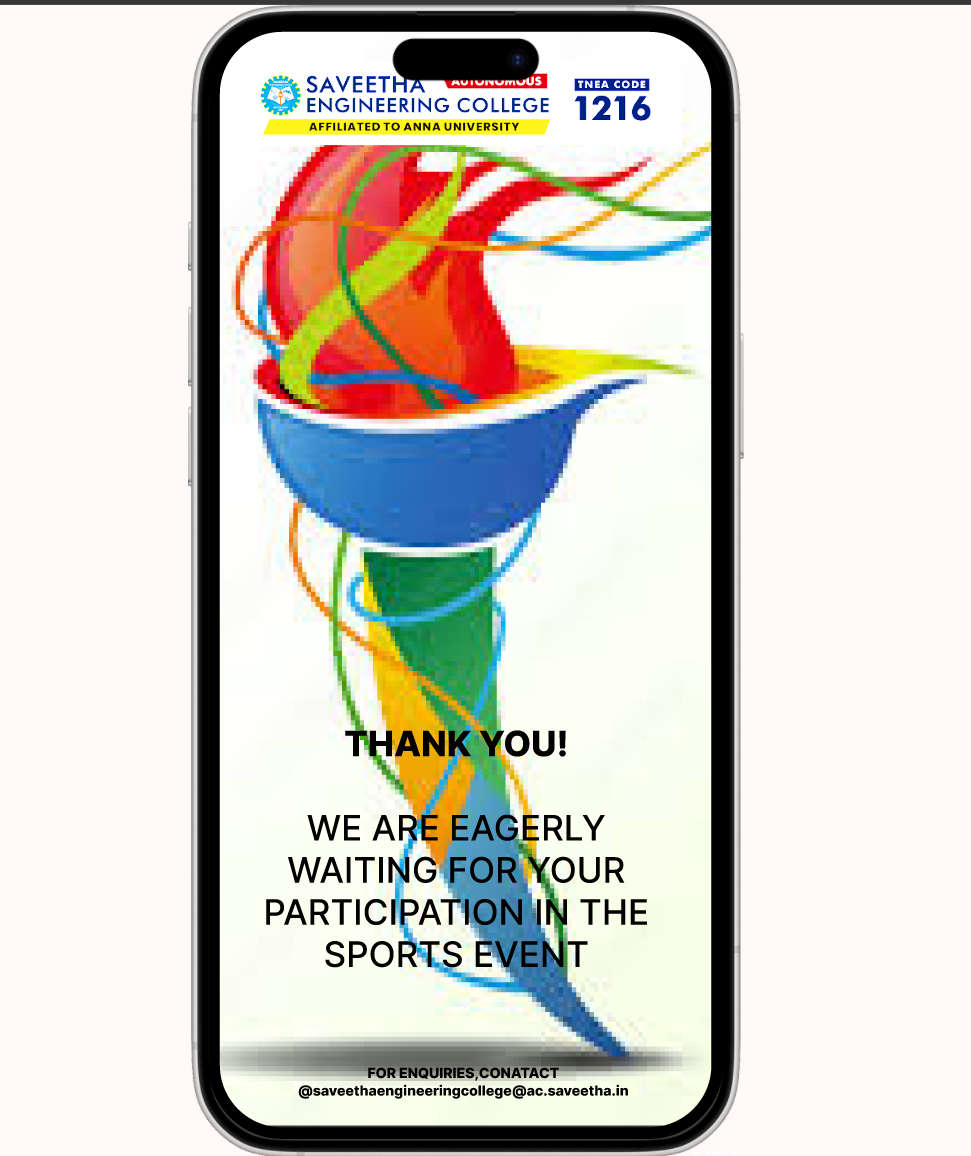 SAVEETHA AUTONOMOUS
ENGINEERING COLLEGE
AFFILIATED TO ANNA UNIVERSITY
TNEA CODE
1216
THANK YOU!
WE ARE EAGERLY
WAITING FOR YOUR
PARTICIPATION IN THE
SPORTS EVENT
FOR ENQUIRIES,CONATACT
@saveethaengineeringcollege@ac.saveetha.in